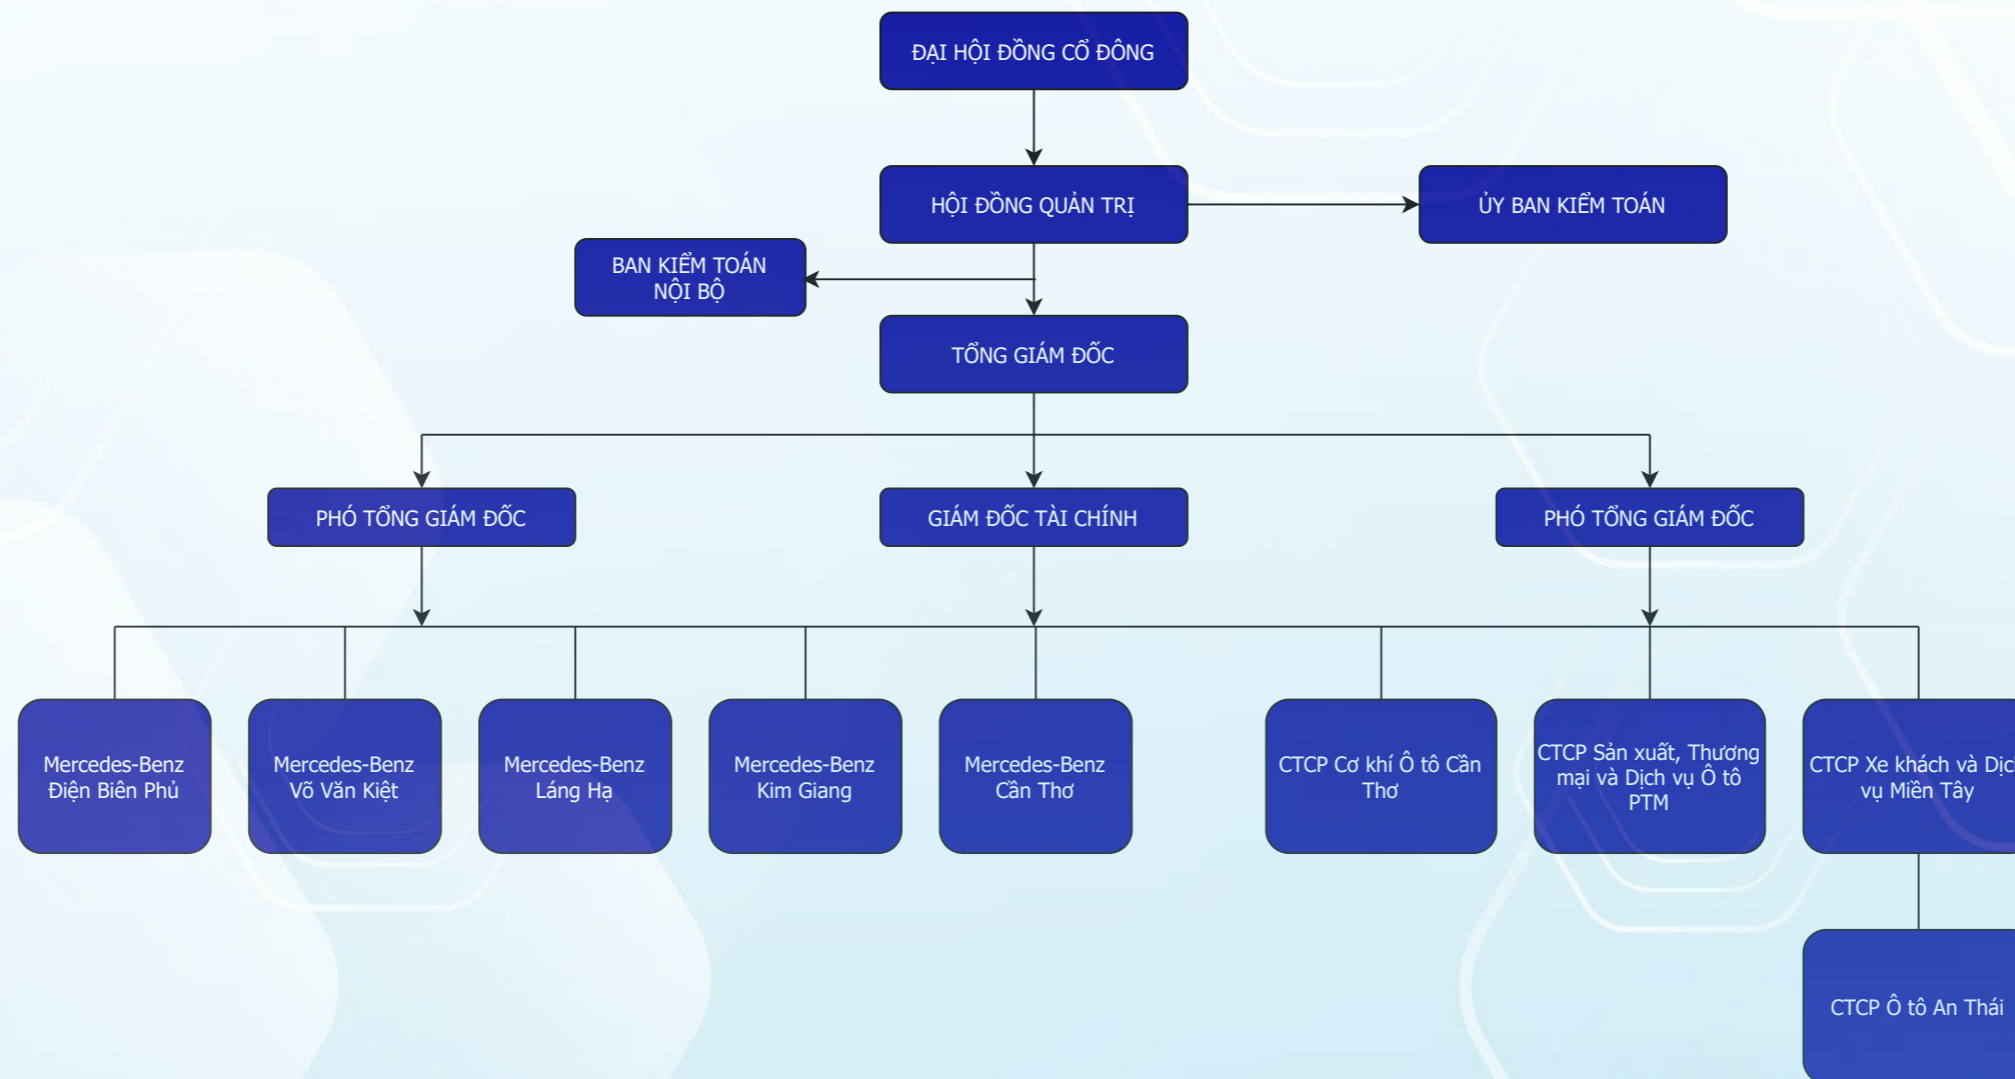 ĐẠI HỘI ĐỒNG CỔ ĐÔNG
HỘI ĐỒNG QUẢN TRỊ
ỦY BAN KIỂM TOÁN
BAN KIỂM TOÁN
NỘI BỘ
TỔNG GIÁM ĐỐC
PHÓ TỔNG GIÁM ĐỐC
GIÁM ĐỐC TÀI CHÍNH
PHÓ TỔNG GIÁM ĐỐC
Mercedes-Benz
Điện Biên Phủ
Mercedes-Benz
Võ Văn Kiệt
Mercedes-Benz
Láng Hạ
Mercedes-Benz
Kim Giang
Mercedes-Benz
Cần Thơ
CTCP Cơ khí Ô tô Cần
Thơ
CTCP Sản xuất, Thương
mại và Dịch vụ Ô tô
PTM
CTCP Xe khách và
vụ Miền Tây
CTCP Ô tô An Thái